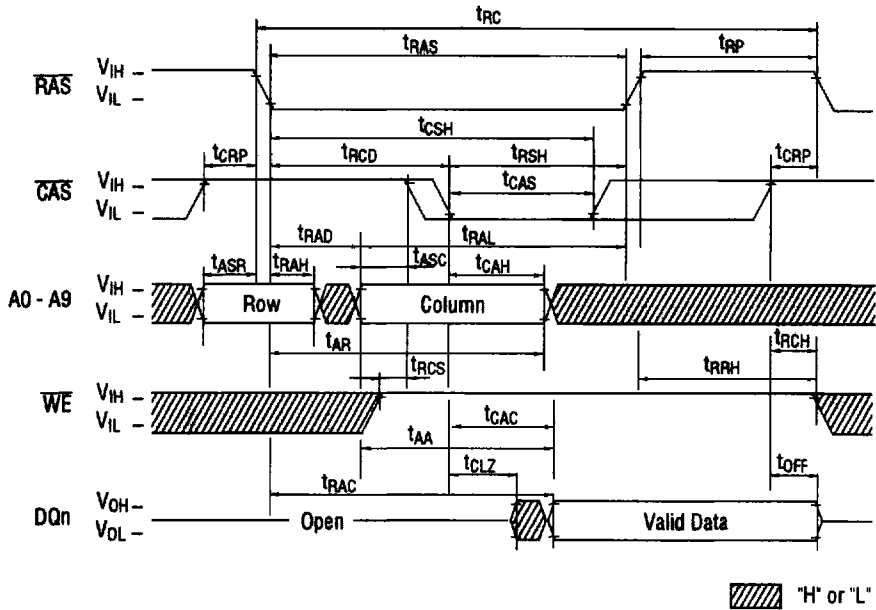 tRC
tRAS
tRP
RAS
VIH
VIL
tCSH
tCRP
tRCD
tRSH
tCRP
CAS
VIH
VIL
tCAS
tRAD
tRAL
tASR
tRAH
tASC
tCAH
A0 - A9
VIH
VIL
Row
Column
tAR
tRCS
tRCH
tRRH
WE
VIH
VIL
tCAC
tAA
tCLZ
tOFF
tRAC
DQn
VOH
VDL
Open
Valid Data
"H" or "L"